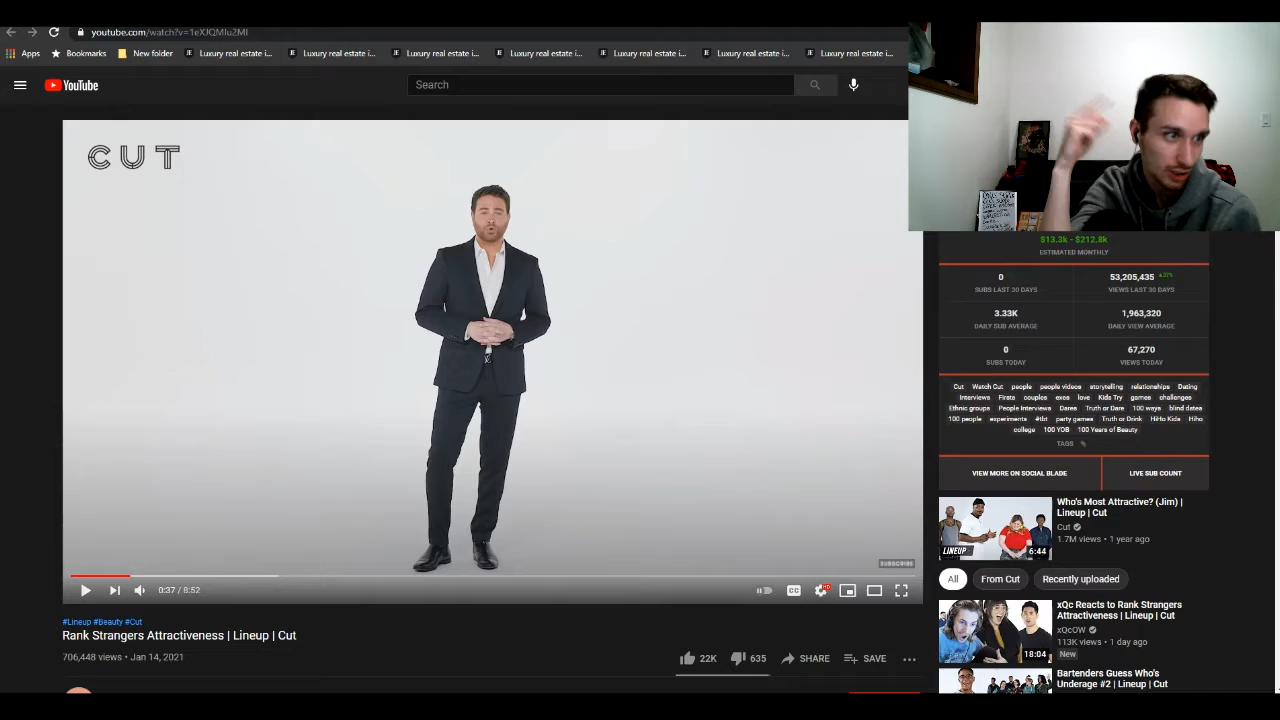 youtube.com/watch?v=1eXJQMIu2MI
Apps Bookmarks New folder Luxury real estate i... Luxury real estate i... Luxury real estate i... Luxury real estate i... Luxury real estate i... Luxury real estate i... Luxury real estate i...
YouTube
Search
CUT
SUBSCRIBE
0:37 / 8:52
CC
HD
#Lineup #Beauty #Cut
Rank Strangers Attractiveness | Lineup | Cut
706,448 views • Jan 14, 2021
22K 635 SHARE SAVE
$13.3k - $212.8k
ESTIMATED MONTHLY
0 53,205,435
SUBS LAST 30 DAYS VIEWS LAST 30 DAYS
3.33K 1,963,320
DAILY SUB AVERAGE DAILY VIEW AVERAGE
0 67,270
SUBS TODAY VIEWS TODAY
Cut Watch Cut people people videos storytelling relationships Dating
Interviews Firsts couples exes love Kids Try games challenges
Ethnic groups People Interviews Dares Truth or Dare 100 ways blind dates
100 people experiments #tbt party games Truth or Drink HiHo Kids Hiho
college 100 YOB 100 Years of Beauty
TAGS
VIEW MORE ON SOCIAL BLADE LIVE SUB COUNT
LINEUP
6:44
Who's Most Attractive? (Jim) |
Lineup | Cut
Cut
1.7M views • 1 year ago
All From Cut Recently uploaded
18:04
xQc Reacts to Rank Strangers
Attractiveness | Lineup | Cut
xQcOW
113K views • 1 day ago
New
Bartenders Guess Who's
Underage #2 | Lineup | Cut